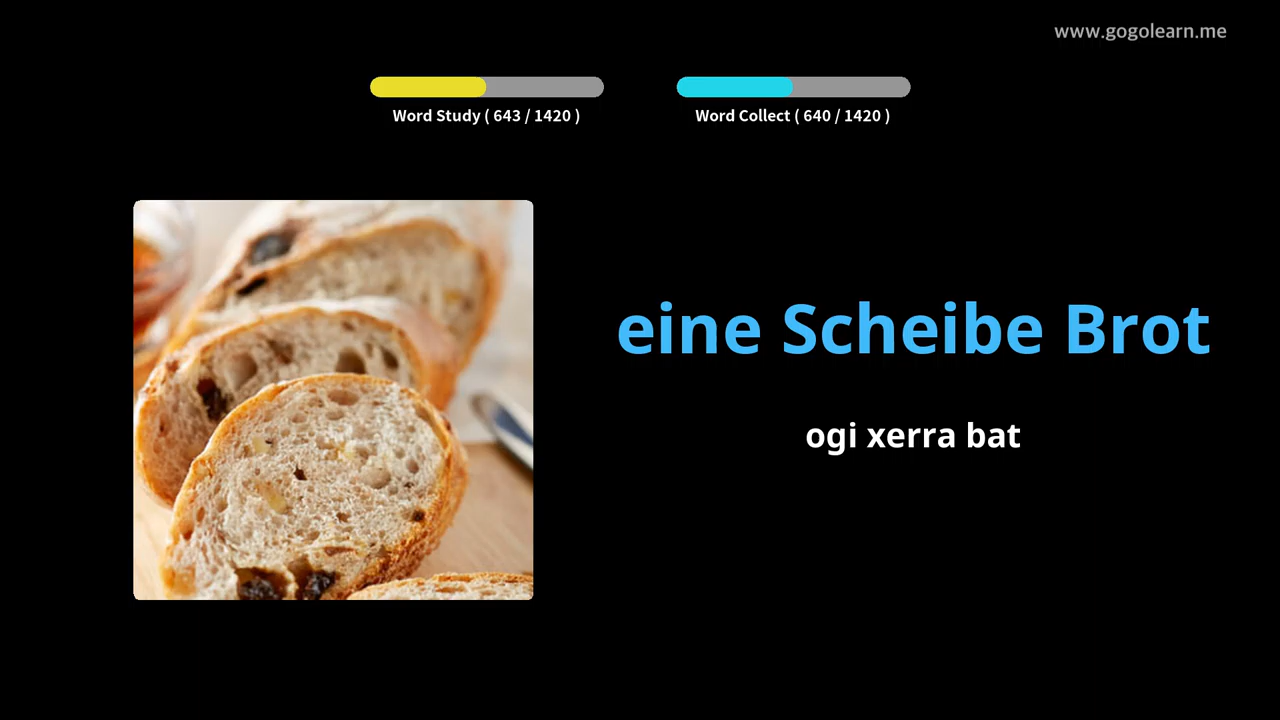 www.gogolearn.me
Word Study ( 643 / 1420 )
Word Collect ( 640 / 1420 )
eine Scheibe Brot
ogi xerra bat